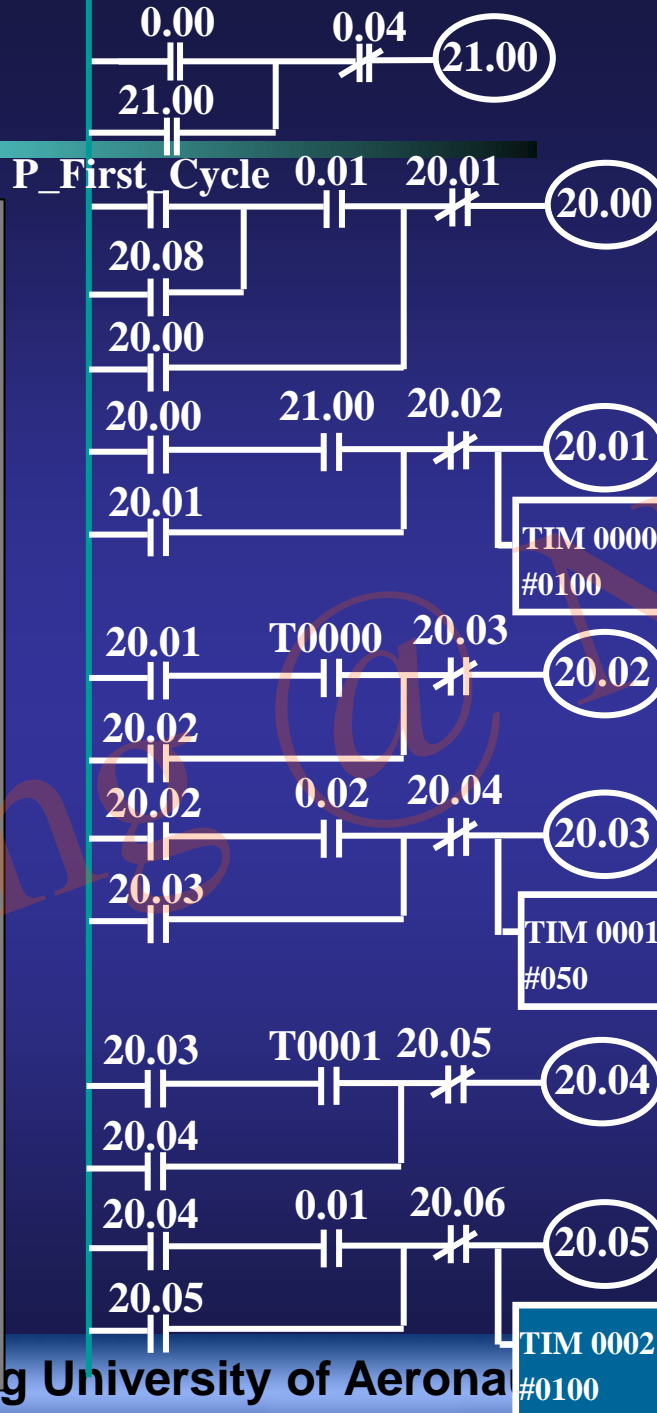 0.00 0.04 21.00
21.00
P_First_Cycle 0.01 20.01 20.00
20.08
20.00
20.00 21.00 20.02 20.01
20.01
TIM 0000
#0100
20.01 T0000 20.03 20.02
20.02
20.02 0.02 20.04 20.03
20.03
TIM 0001
#050
20.03 T0001 20.05 20.04
20.04
20.04 0.01 20.06 20.05
20.05
TIM 0002
#0100
g University of Aeronau
ng @ N